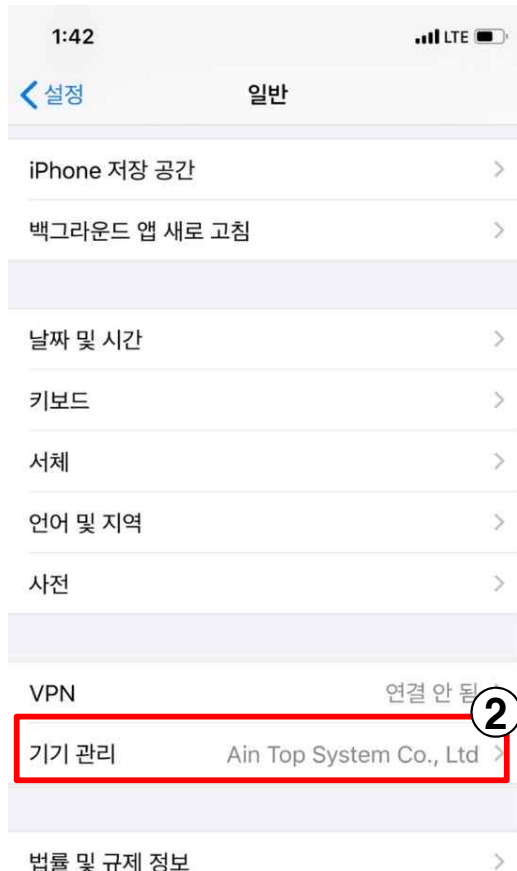 1:42 LTE
설정 일반
iPhone 저장 공간
백그라운드 앱 새로 고침
날짜 및 시간
키보드
서체
언어 및 지역
사전
VPN 연결 안 됨
②
기기 관리 Ain Top System Co., Ltd
법률 및 규제 정보